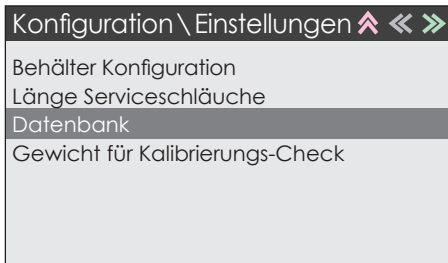 Konfiguration \ Einstellungen
Behälter Konfiguration
Länge Serviceschläuche
Datenbank
Gewicht für Kalibrierungs-Check